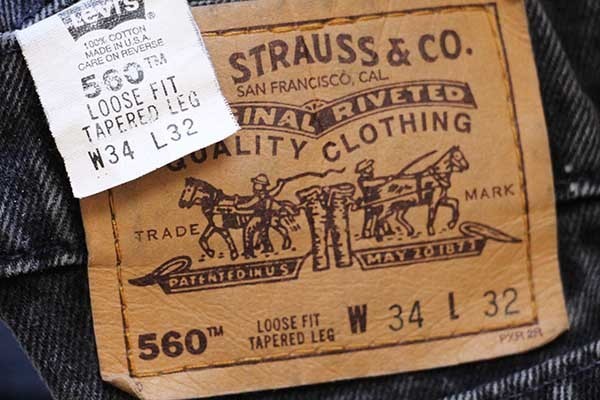 Levi's
100% COTTON
MADE IN U.S.A.
CARE ON REVERSE
560™
LOOSE FIT
TAPERED LEG
W34 L32
STRAUSS & CO.
SAN FRANCISCO, CAL
INAL RIVETED
QUALITY CLOTHING
TRADE MARK
PATENTED IN U.S.
MAY 20 1873
560™ LOOSE FIT W 34 L 32
TAPERED LEG